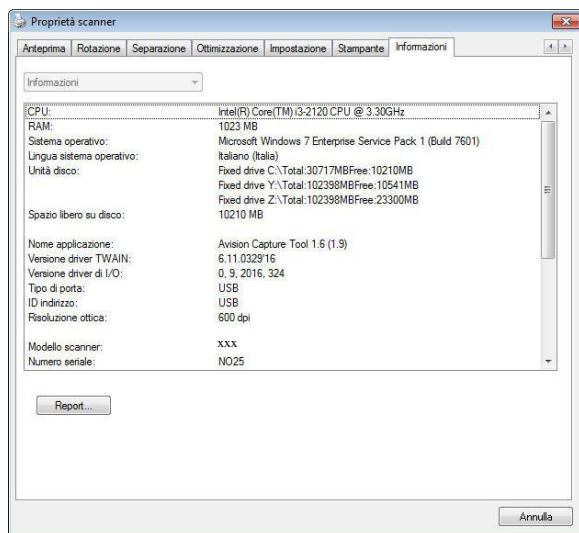 Proprietà scanner
Anteprima Rotazione Separazione Ottimizzazione Impostazione Stampante Informazioni
Informazioni
CPU: Intel(R) Core(TM) i3-2120 CPU @ 3.30GHz
RAM: 1023 MB
Sistema operativo: Microsoft Windows 7 Enterprise Service Pack 1 (Build 7601)
Lingua sistema operativo: Italiano (Italia)
Unità disco: Fixed drive C:\Total:30717MBFree:10210MB
Fixed drive Y:\Total:102398MBFree:10541MB
Fixed drive Z:\Total:102398MBFree:23300MB
Spazio libero su disco: 10210 MB
Nome applicazione: Avision Capture Tool 1.6 (1.9)
Versione driver TWAIN: 6.11.0329'16
Versione driver di I/O: 0, 9, 2016, 324
Tipo di porta: USB
ID indirizzo: USB
Risoluzione ottica: 600 dpi
Modello scanner: xxx
Numero seriale: NO25
Report...
Annulla